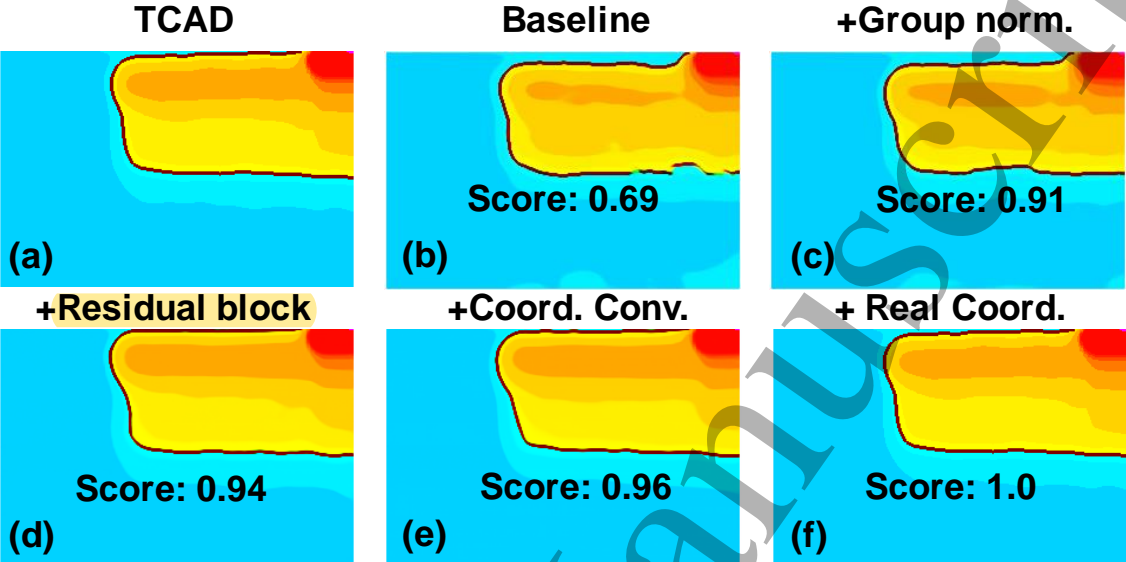 TCAD
Baseline
+Group norm.
(a)
Score: 0.69
(b)
Score: 0.91
(c)
+Residual block
+Coord. Conv.
+ Real Coord.
Score: 0.94
(d)
Score: 0.96
(e)
Score: 1.0
(f)
anuscri